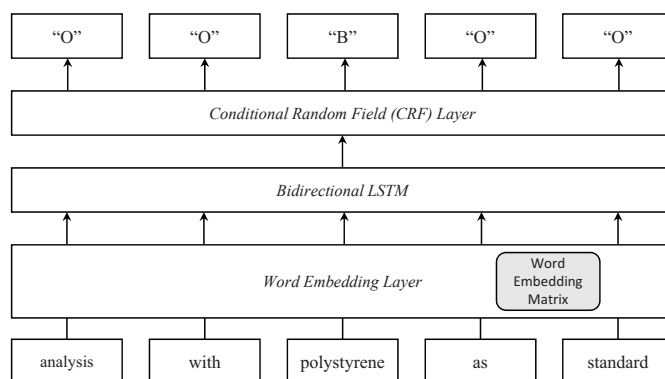 “O” “O” “B” “O” “O”
Conditional Random Field (CRF) Layer
Bidirectional LSTM
Word Embedding Layer
Word
Embedding
Matrix
analysis with polystyrene as standard